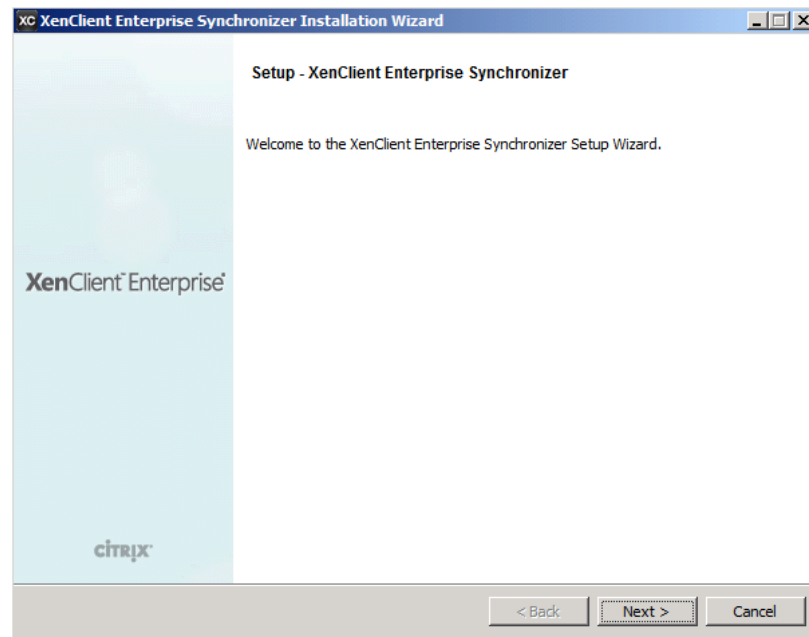 XC XenClient Enterprise Synchronizer Installation Wizard
Setup - XenClient Enterprise Synchronizer
Welcome to the XenClient Enterprise Synchronizer Setup Wizard.
XenClient™ Enterprise
CITRIX
< Back Next > Cancel